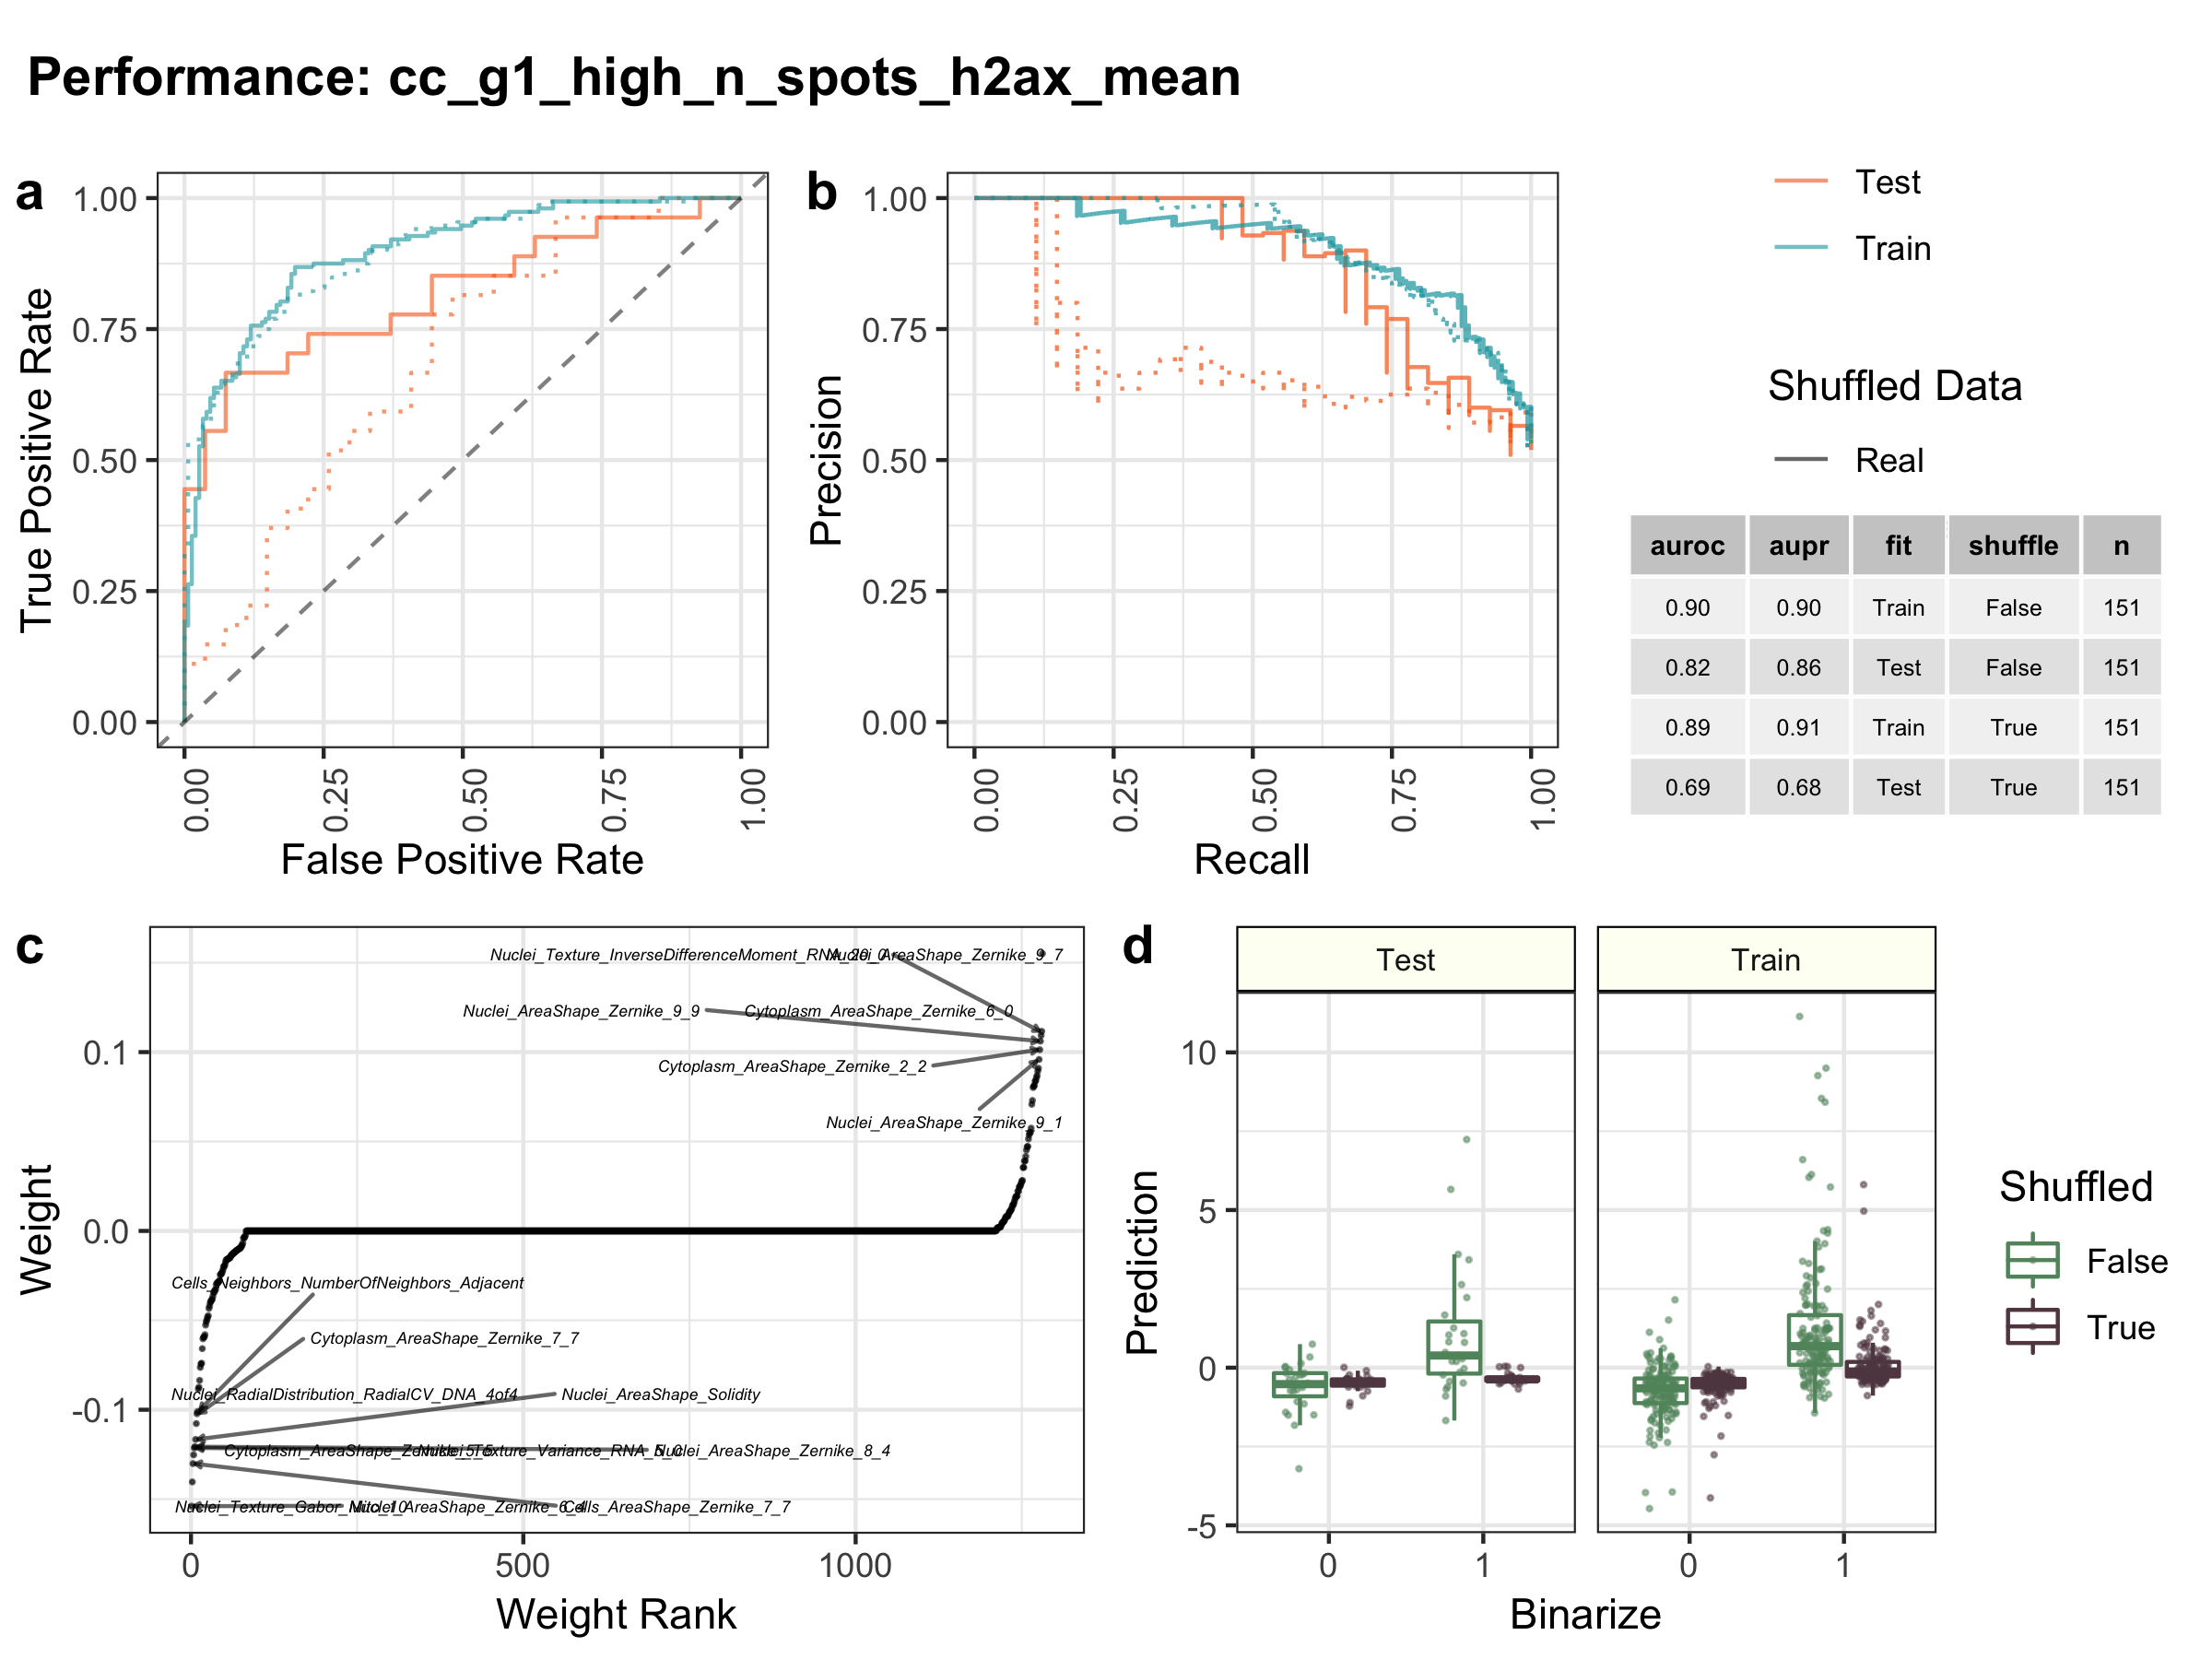 Performance: cc_g1_high_n_spots_h2ax_mean
a
1.00
0.75
0.50
0.25
0.00
True Positive Rate
0.00
0.25
0.50
0.75
1.00
False Positive Rate
b
1.00
0.75
0.50
0.25
0.00
Precision
0.00
0.25
0.50
0.75
1.00
Recall
Test
Train
Shuffled Data
Real
auroc aupr fit shuffle n
0.90 0.90 Train False 151
0.82 0.86 Test False 151
0.89 0.91 Train True 151
0.69 0.68 Test True 151
c
0.1
0.0
-0.1
Weight
Nuclei_Texture_InverseDifferenceMoment_RNA_20_0
Nuclei_AreaShape_Zernike_9_7
Nuclei_AreaShape_Zernike_9_9
Cytoplasm_AreaShape_Zernike_6_0
Cytoplasm_AreaShape_Zernike_2_2
Nuclei_AreaShape_Zernike_9_1
Cells_Neighbors_NumberOfNeighbors_Adjacent
Cytoplasm_AreaShape_Zernike_7_7
Nuclei_RadialDistribution_RadialCV_DNA_4of4
Nuclei_AreaShape_Solidity
Cytoplasm_AreaShape_Zernike_5_5
Nuclei_Texture_Variance_RNA_5_0
Nuclei_AreaShape_Zernike_8_4
Nuclei_Texture_Gabor_Mito_10_0
Nuclei_AreaShape_Zernike_6_4
Cells_AreaShape_Zernike_7_7
0
500
1000
Weight Rank
d
Test
Train
10
5
0
-5
Prediction
0
1
0
1
Binarize
Shuffled
False
True